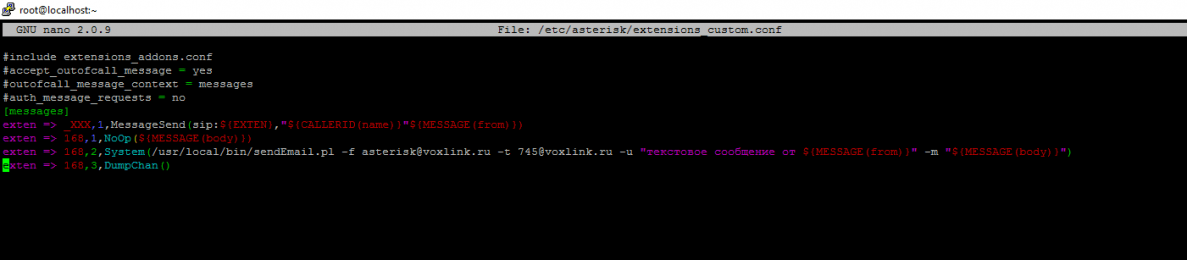 root@localhost:~
GNU nano 2.0.9 File: /etc/asterisk/extensions_custom.conf
#include extensions_addons.conf
#accept_outofcall_message = yes
#outofcall_message_context = messages
#auth_message_requests = no
[messages]
exten => _XXX,1,MessageSend(sip:${EXTEN},"${CALLERID(name)}"${MESSAGE(from)})
exten => 168,1,NoOp(${MESSAGE(body)})
exten => 168,2,System(/usr/local/bin/sendEmail.pl -f asterisk@voxlink.ru -t 745@voxlink.ru -u "текстовое сообщение от ${MESSAGE(from)}" -m "${MESSAGE(body)}")
exten => 168,3,DumpChan()